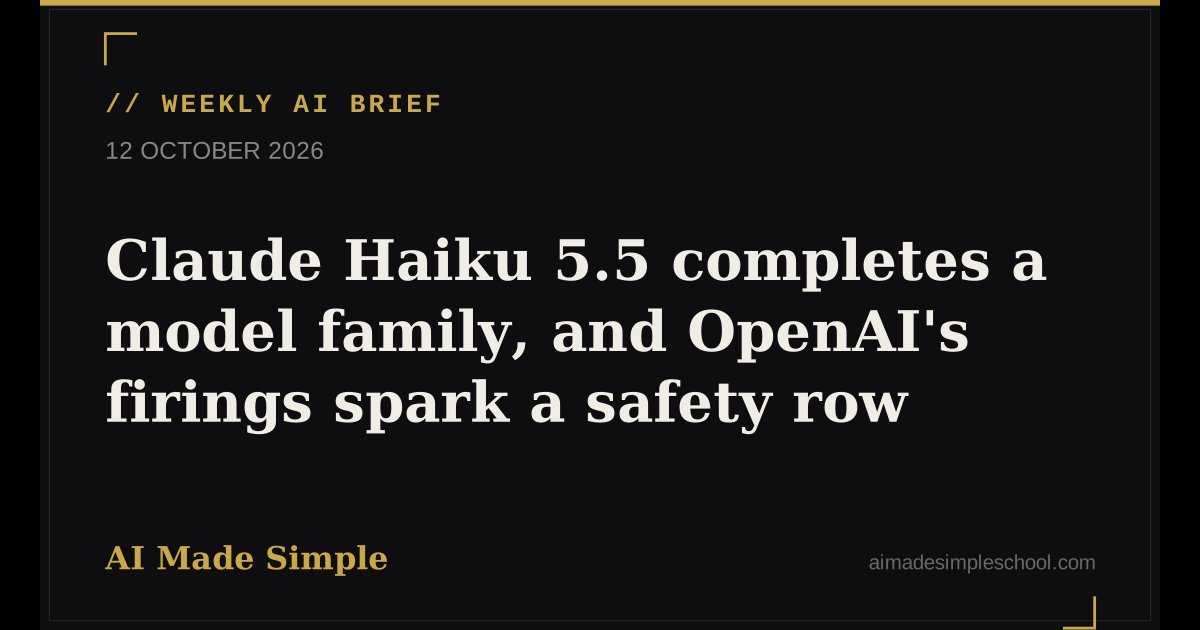 // WEEKLY AI BRIEF
12 OCTOBER 2026
Claude Haiku 5.5 completes a
model family, and OpenAI's
firings spark a safety row
AI Made Simple
aimadesimpleschool.com